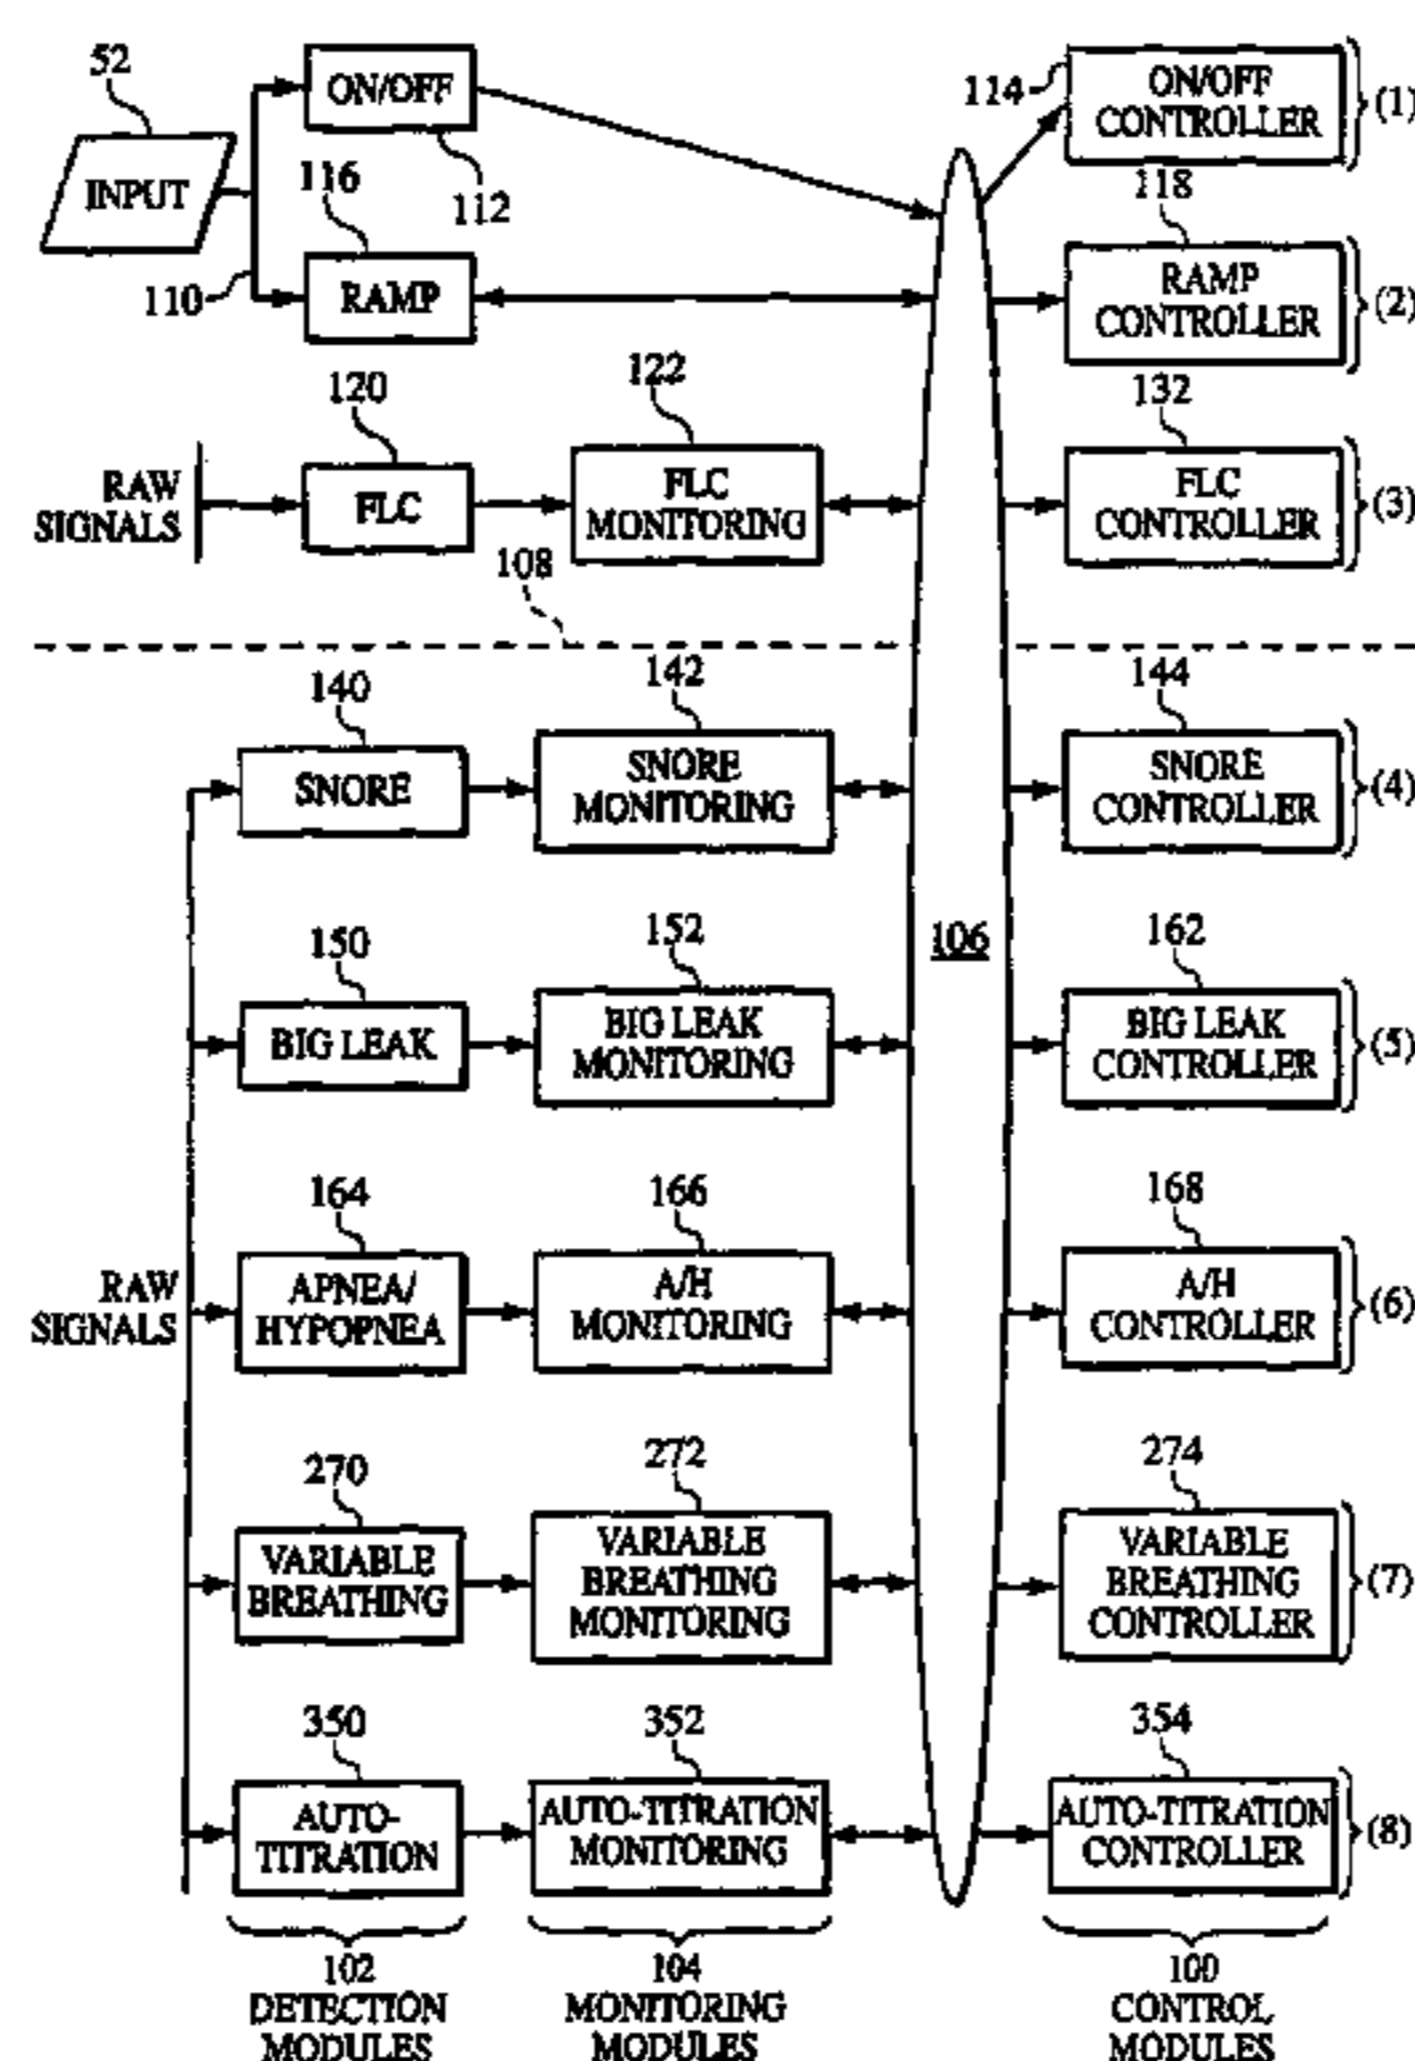 52
INPUT
110
ON/OFF
112
116
RAMP
114
ON/OFF
CONTROLLER
(1)
118
RAMP
CONTROLLER
(2)
RAW
SIGNALS
120
FLC
122
FLC
MONITORING
132
FLC
CONTROLLER
(3)
108
140
SNORE
142
SNORE
MONITORING
144
SNORE
CONTROLLER
(4)
106
150
BIG LEAK
152
BIG LEAK
MONITORING
162
BIG LEAK
CONTROLLER
(5)
RAW
SIGNALS
164
APNEA/
HYPOPNEA
166
A/H
MONITORING
168
A/H
CONTROLLER
(6)
270
VARIABLE
BREATHING
272
VARIABLE
BREATHING
MONITORING
274
VARIABLE
BREATHING
CONTROLLER
(7)
350
AUTO-
TITRATION
352
AUTO-TITRATION
MONITORING
354
AUTO-TITRATION
CONTROLLER
(8)
102
DETECTION
MODULES
104
MONITORING
MODULES
100
CONTROL
MODULES